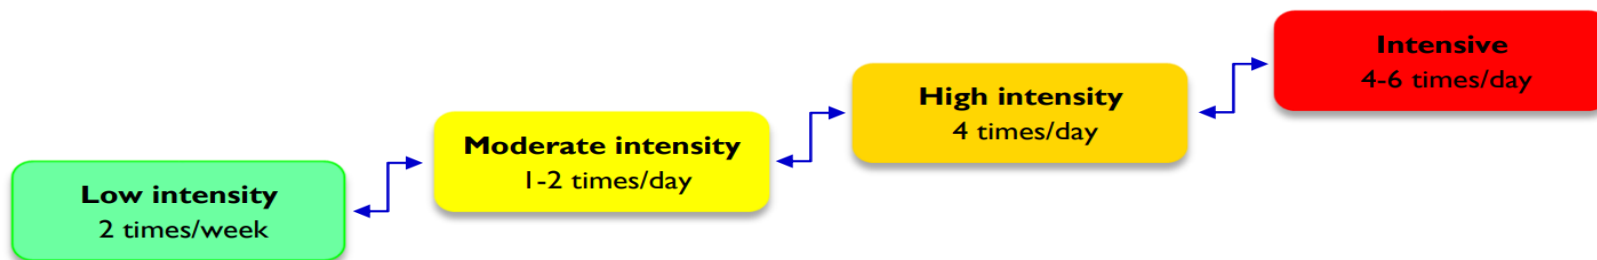 Low intensity
2 times/week
Moderate intensity
1-2 times/day
High intensity
4 times/day
Intensive
4-6 times/day